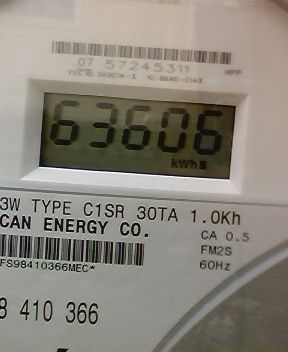 07 57245311
HPP
63606
kWh
3W TYPE C1SR 30TA 1.0Kh
CAN ENERGY CO.
CA 0.5
FM2S
60Hz
FS98410366MEC*
8 410 366